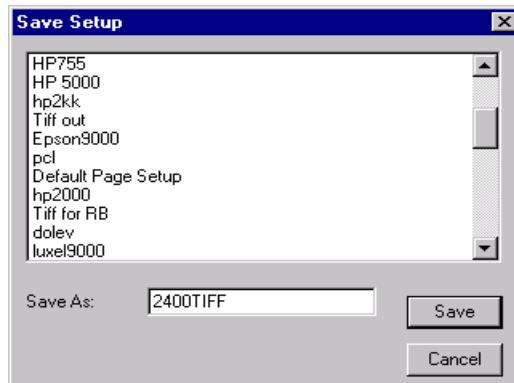 Save Setup
HP755
HP 5000
hp2kk
Tiff out
Epson9000
pcl
Default Page Setup
hp2000
Tiff for RB
dolev
luxel9000
Save As: 2400TIFF
Save
Cancel